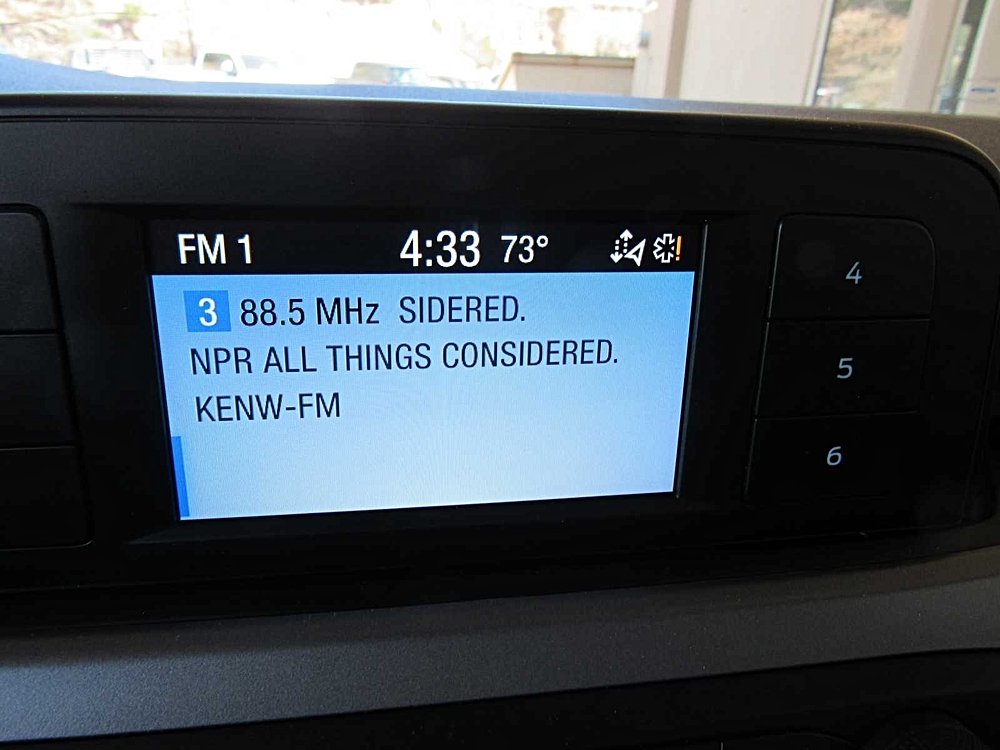 FM 1 4:33 73°
3 88.5 MHz SIDERED.
NPR ALL THINGS CONSIDERED.
KENW-FM
4
5
6